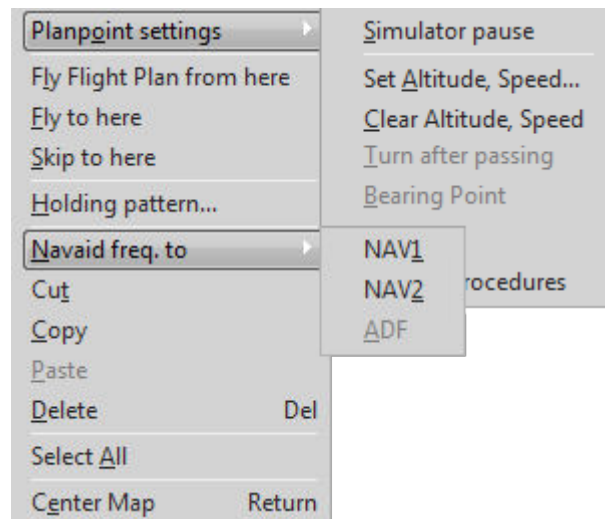 Planpoint settings
Fly Flight Plan from here
Fly to here
Skip to here
Holding pattern...
Navaid freq. to
Cut
Copy
Paste
Delete Del
Select All
Center Map Return
Simulator pause
Set Altitude, Speed...
Clear Altitude, Speed
Turn after passing
Bearing Point
rocedures
NAV1
NAV2
ADF